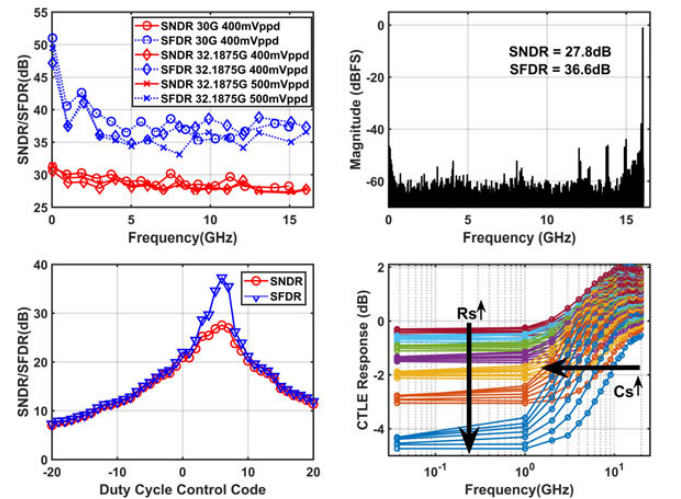 SNDR/SFDR(dB)
55
50
45
40
35
30
25
0
5
10
15
Frequency(GHz)
SNDR 30G 400mVppd
SFDR 30G 400mVppd
SNDR 32.1875G 400mVppd
SFDR 32.1875G 400mVppd
SNDR 32.1875G 500mVppd
SFDR 32.1875G 500mVppd
Magnitude (dBFS)
0
-20
-40
-60
0
5
10
15
Frequency (GHz)
SNDR = 27.8dB
SFDR = 36.6dB
SNDR/SFDR(dB)
40
30
20
10
0
-20
-10
0
10
20
Duty Cycle Control Code
SNDR
SFDR
CTLE Response (dB)
2
0
-2
-4
10-1
100
101
Frequency(GHz)
Rs↑
Cs↑